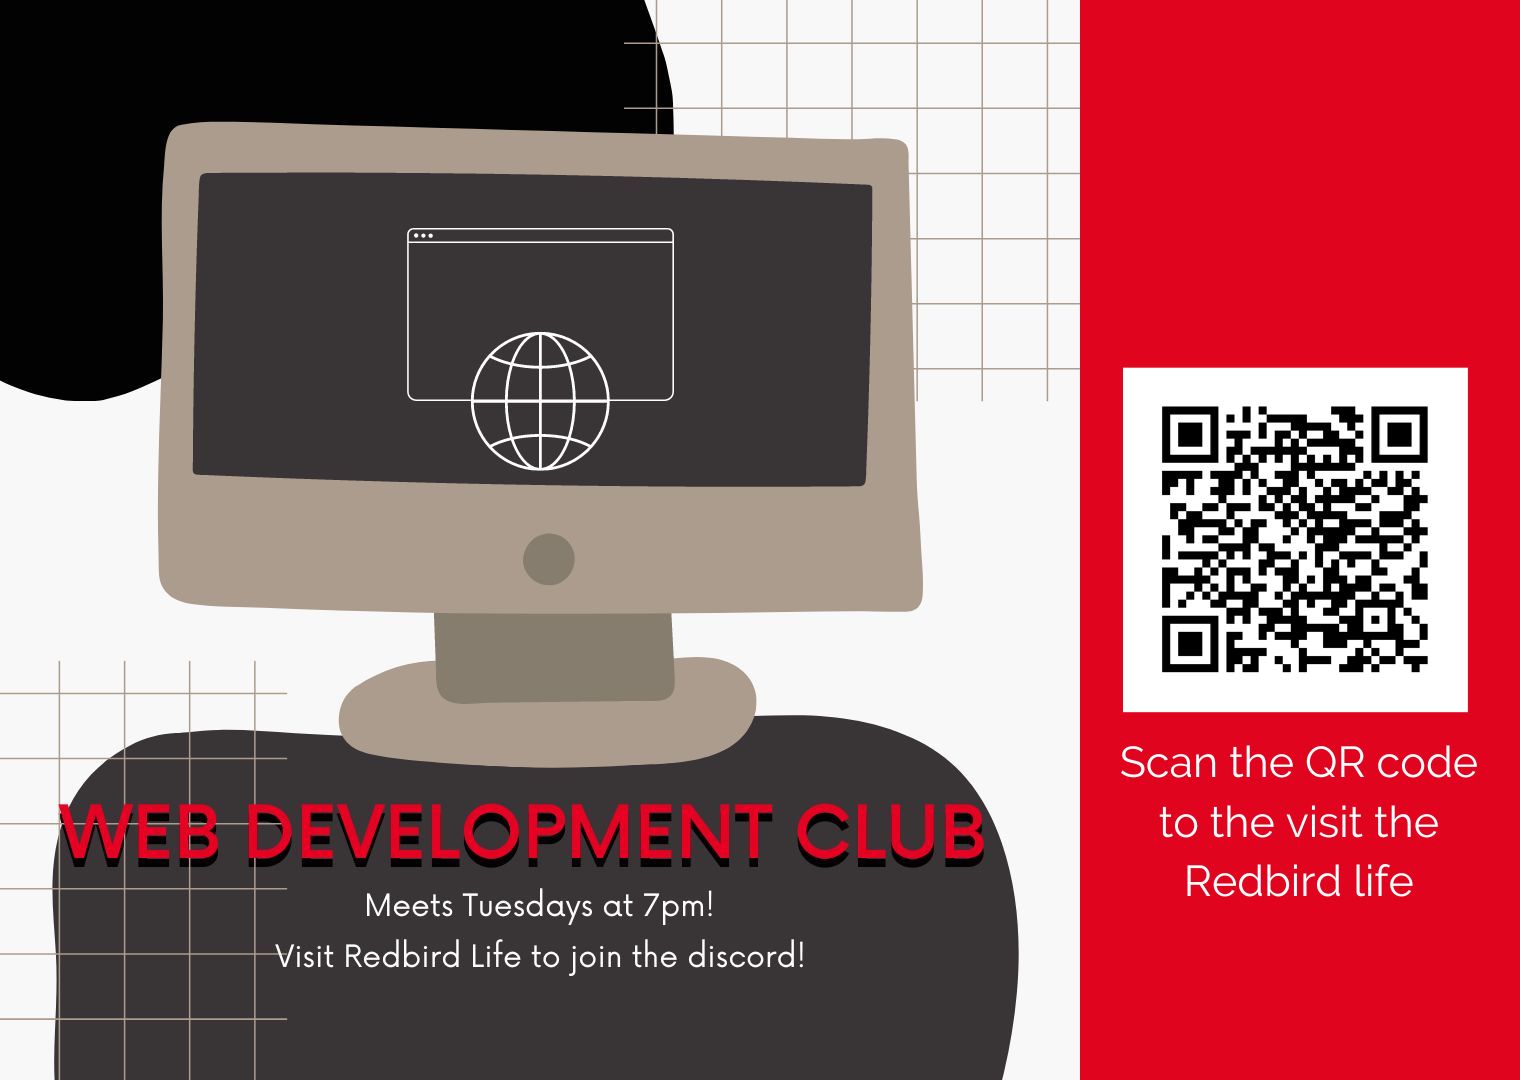 WEB DEVELOPMENT CLUB
Meets Tuesdays at 7pm!
Visit Redbird Life to join the discord!
Scan the QR code
to the visit the
Redbird life